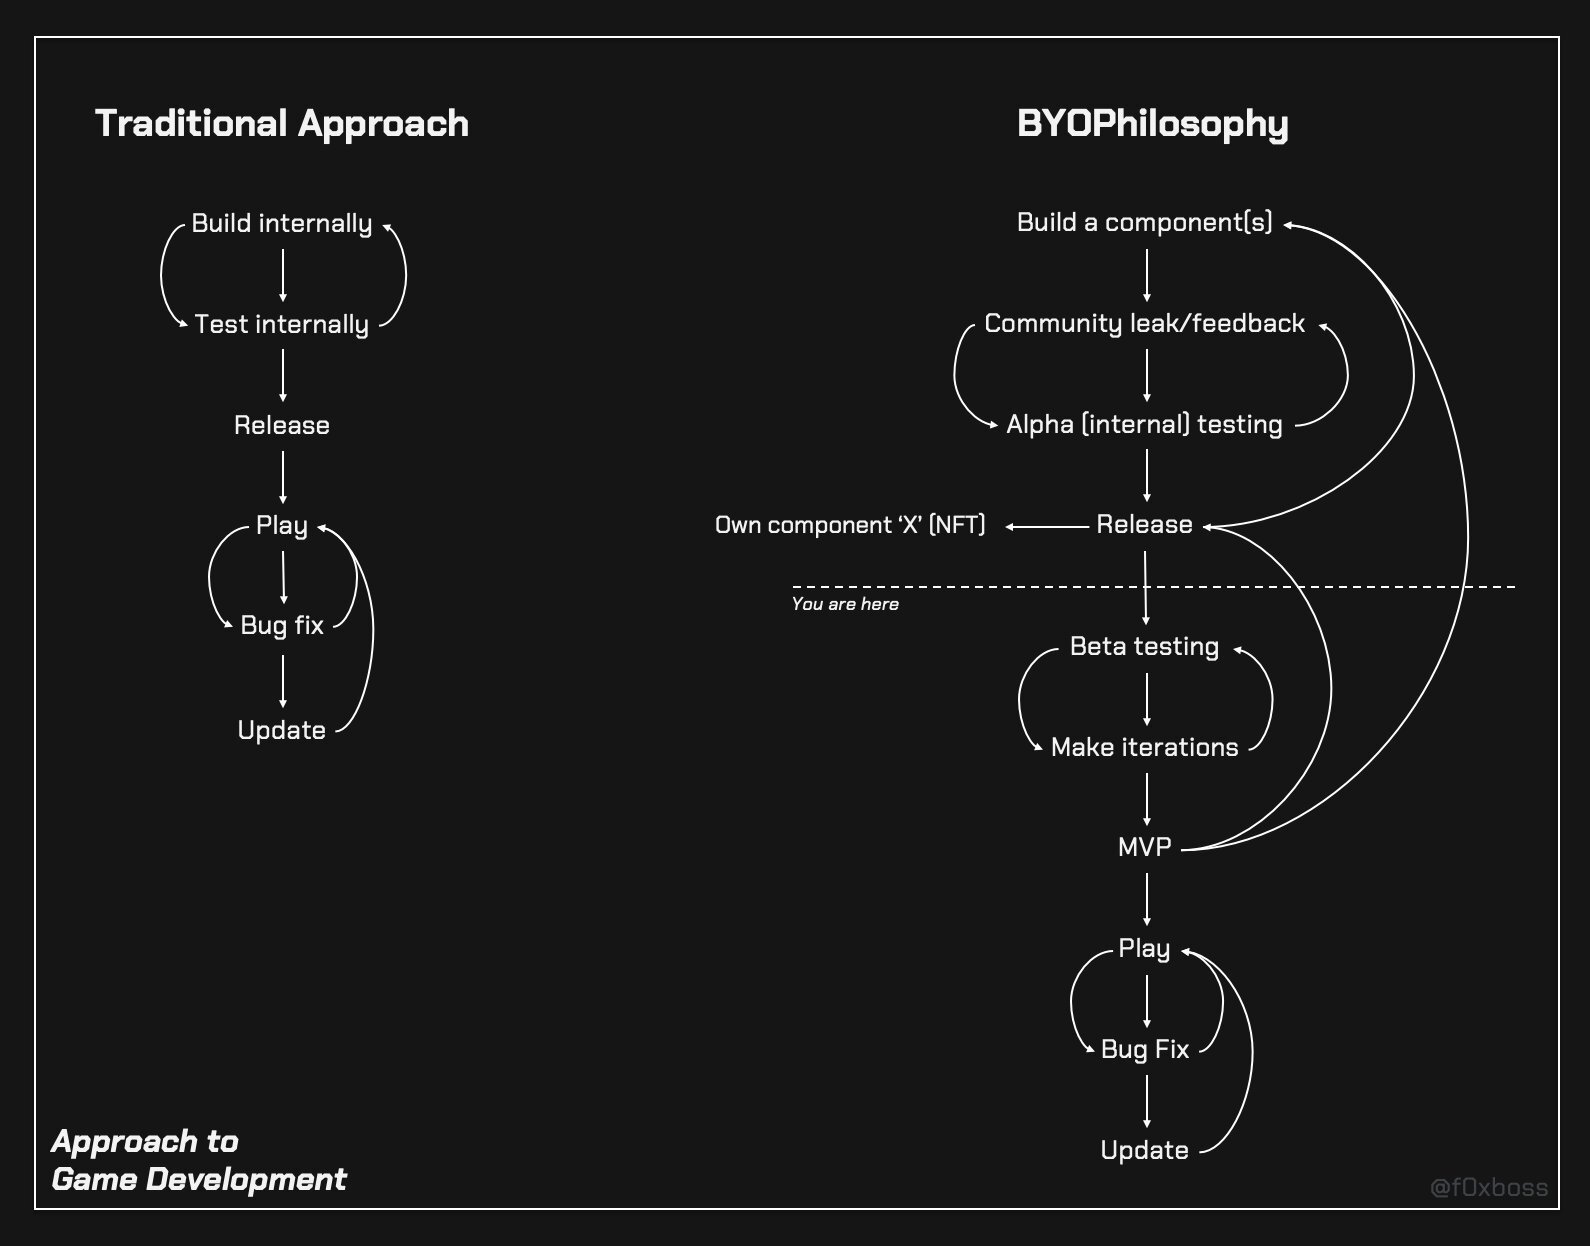 Traditional Approach
Build internally
Test internally
Release
Play
Bug fix
Update
BYOPhilosophy
Build a component(s)
Community leak/feedback
Alpha (internal) testing
Own component ‘X’ (NFT)
Release
You are here
Beta testing
Make iterations
MVP
Play
Bug Fix
Update
Approach to
Game Development
@f0xboss